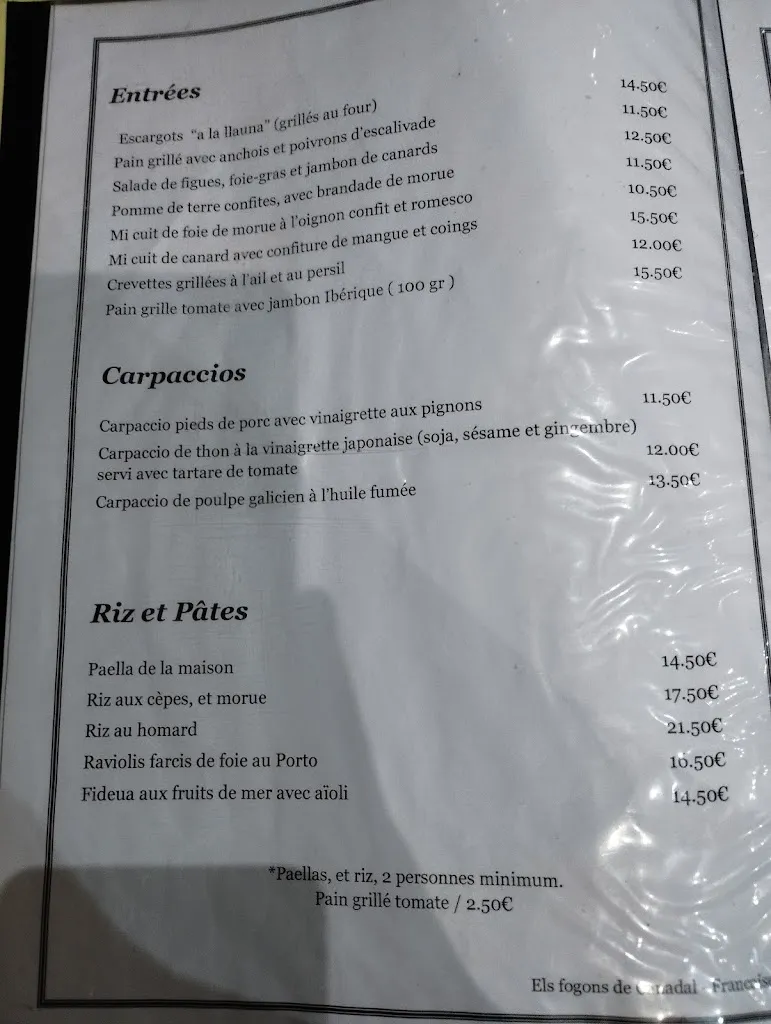 Entrées
Escargots "a la llauna" (grillés au four) 14.50€
Pain grillé avec anchois et poivrons d'escalivade 11.50€
Salade de figues, foie-gras et jambon de canards 12.50€
Pomme de terre confites, avec brandade de morue 11.50€
Mi cuit de foie de morue à l'oignon confit et romesco 10.50€
Mi cuit de canard avec confiture de mangue et coings 15.50€
Crevettes grillées à l'ail et au persil 12.00€
Pain grille tomate avec jambon Ibérique ( 100 gr ) 15.50€
Carpaccios
Carpaccio pieds de porc avec vinaigrette aux pignons 11.50€
Carpaccio de thon à la vinaigrette japonaise (soja, sésame et gingembre)
servi avec tartare de tomate 12.00€
Carpaccio de poulpe galicien à l'huile fumée 13.50€
Riz et Pâtes
Paella de la maison 14.50€
Riz aux cèpes, et morue 17.50€
Riz au homard 21.50€
Raviolis farcis de foie au Porto 16.50€
Fideua aux fruits de mer avec aïoli 14.50€
*Paellas, et riz, 2 personnes minimum.
Pain grillé tomate / 2.50€
Els fogons de Canadal -